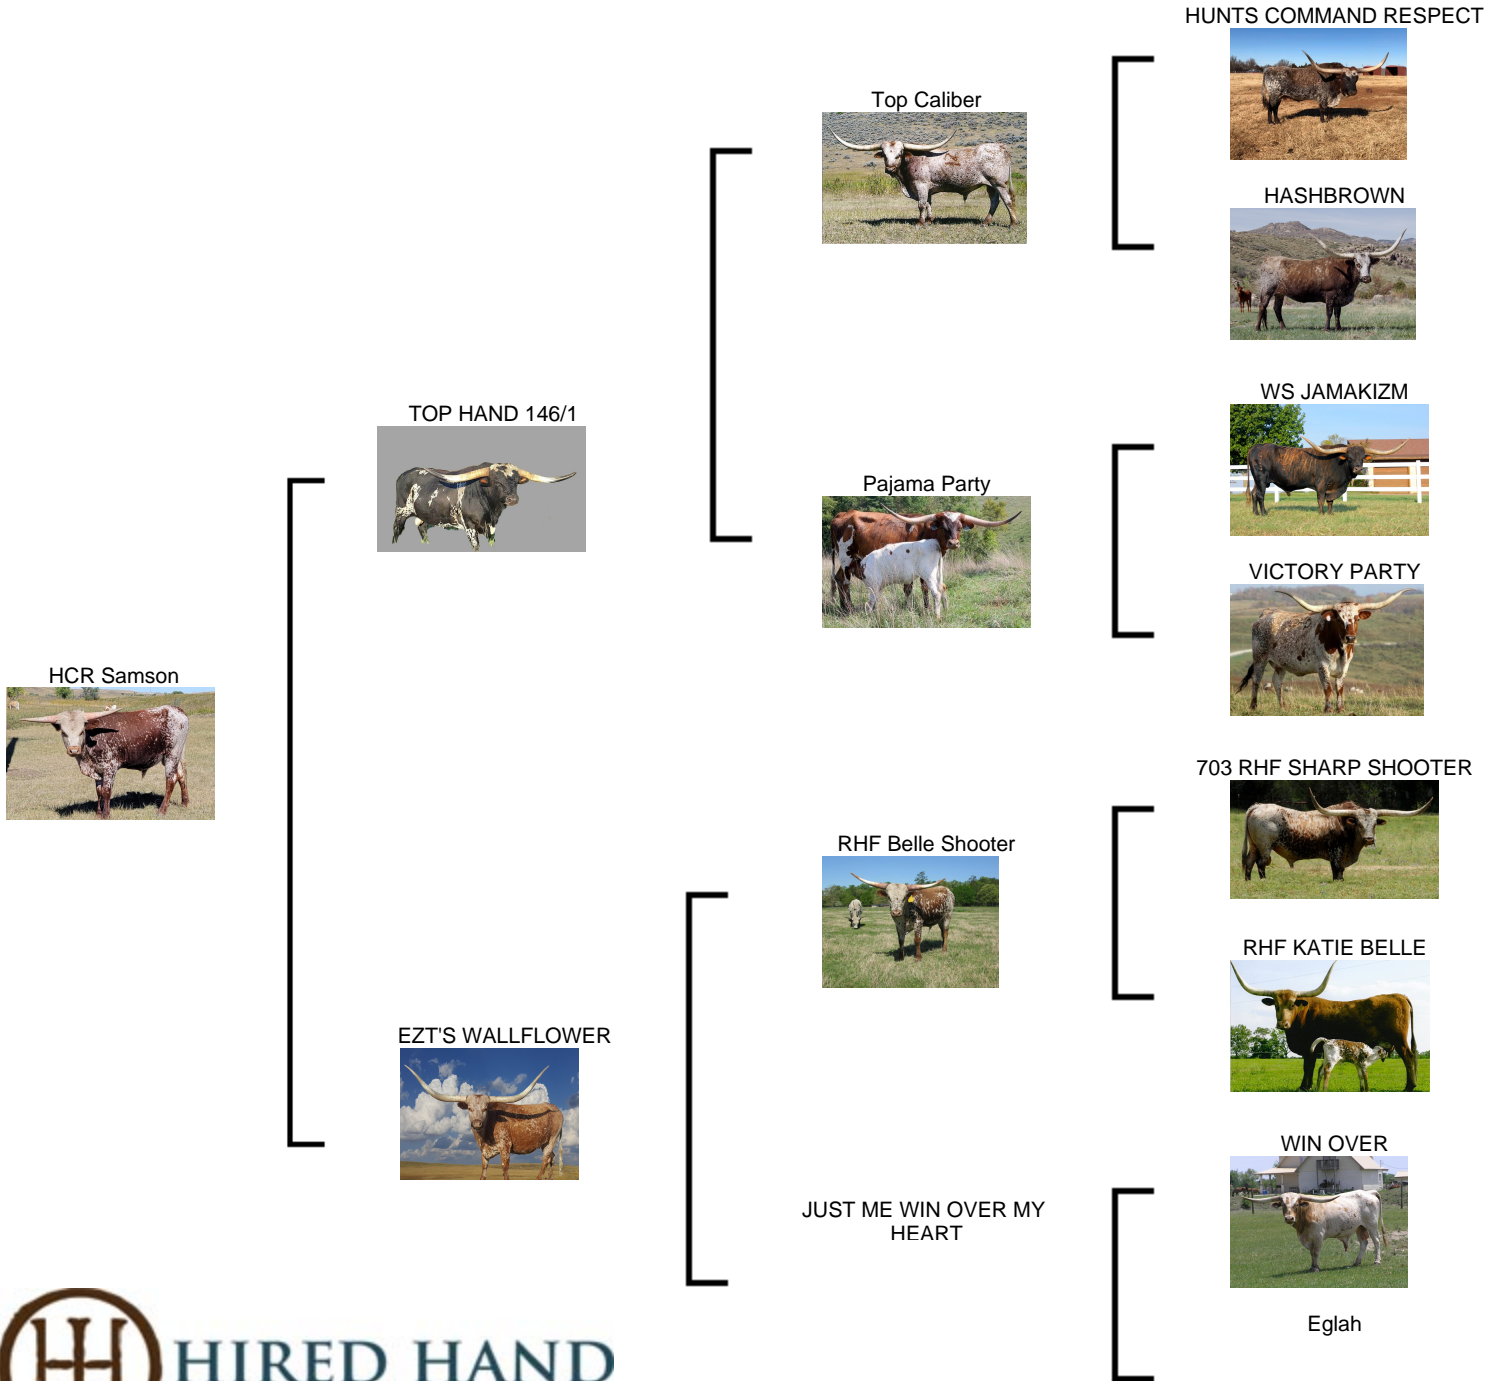 HUNTS COMMAND RESPECT
Top Caliber
HASHBROWN
TOP HAND 146/1
WS JAMAKIZM
Pajama Party
VICTORY PARTY
HCR Samson
703 RHF SHARP SHOOTER
RHF Belle Shooter
RHF KATIE BELLE
EZT'S WALLFLOWER
WIN OVER
JUST ME WIN OVER MY
HEART
Eglah
HIRED HAND